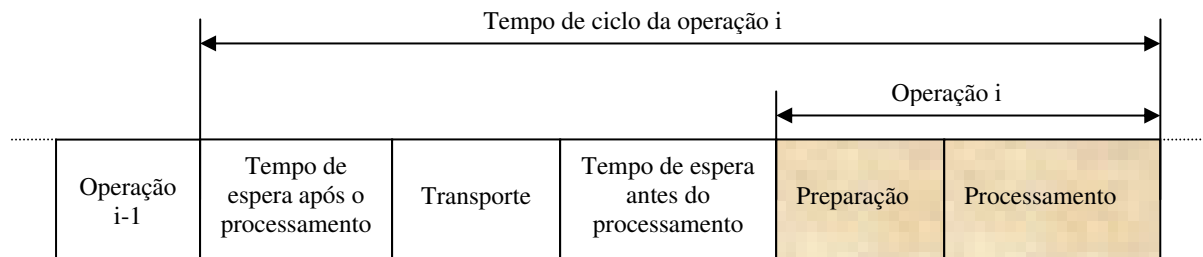 Tempo de ciclo da operação i
Operação i
Operação
i-1
Tempo de
espera após o
processamento
Transporte
Tempo de espera
antes do
processamento
Preparação
Processamento